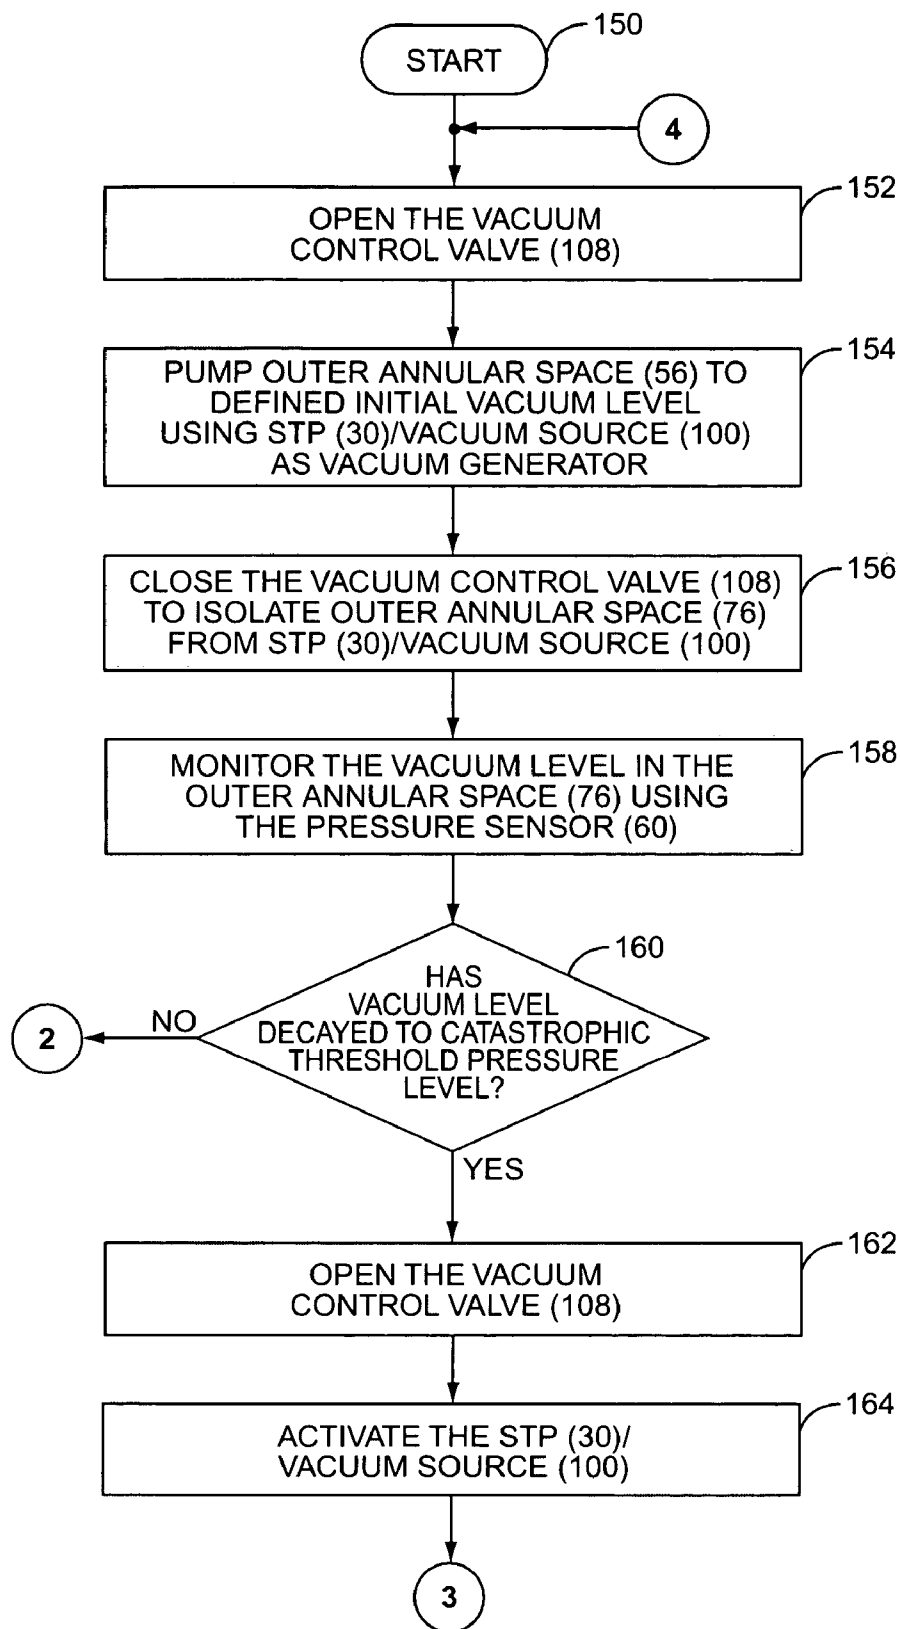 START
150
4
152
OPEN THE VACUUM
CONTROL VALVE (108)
154
PUMP OUTER ANNULAR SPACE (56) TO
DEFINED INITIAL VACUUM LEVEL
USING STP (30)/VACUUM SOURCE (100)
AS VACUUM GENERATOR
156
CLOSE THE VACUUM CONTROL VALVE (108)
TO ISOLATE OUTER ANNULAR SPACE (76)
FROM STP (30)/VACUUM SOURCE (100)
158
MONITOR THE VACUUM LEVEL IN THE
OUTER ANNULAR SPACE (76) USING
THE PRESSURE SENSOR (60)
160
HAS
VACUUM LEVEL
DECAYED TO CATASTROPHIC
THRESHOLD PRESSURE
LEVEL?
NO
2
YES
162
OPEN THE VACUUM
CONTROL VALVE (108)
164
ACTIVATE THE STP (30)/
VACUUM SOURCE (100)
3